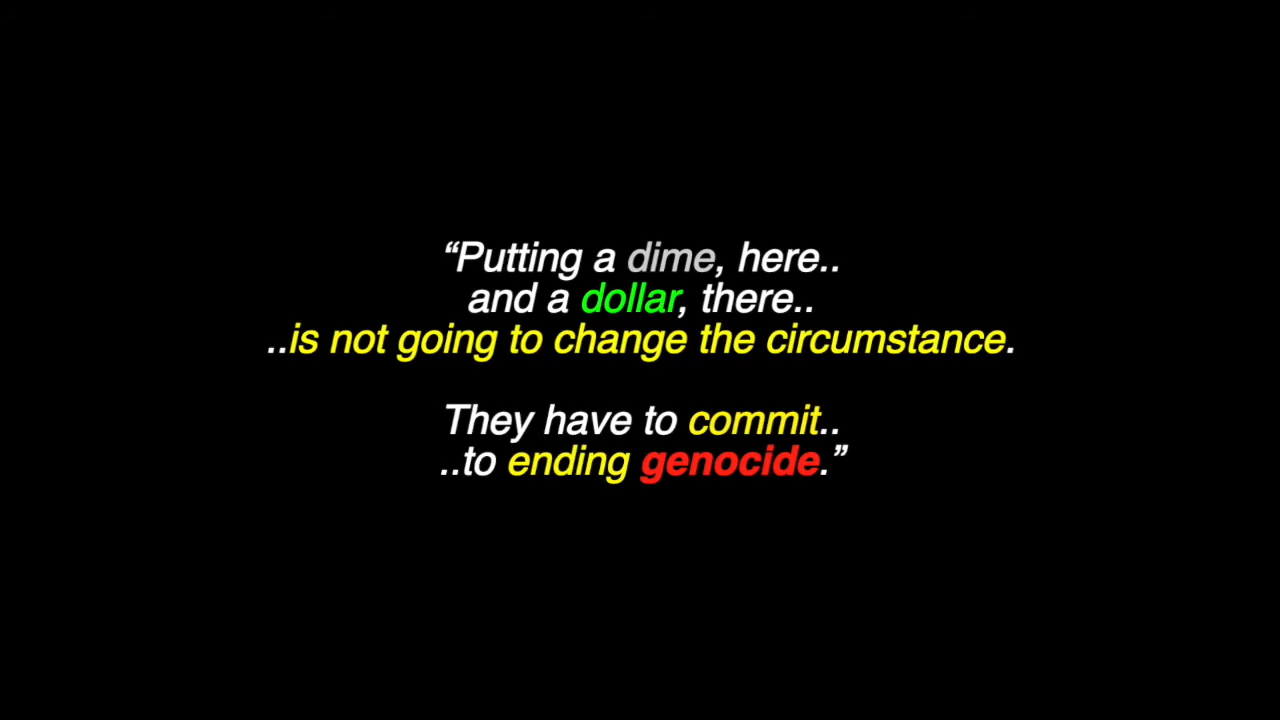 “Putting a dime, here..
and a dollar, there..
..is not going to change the circumstance.
They have to commit..
..to ending genocide.”